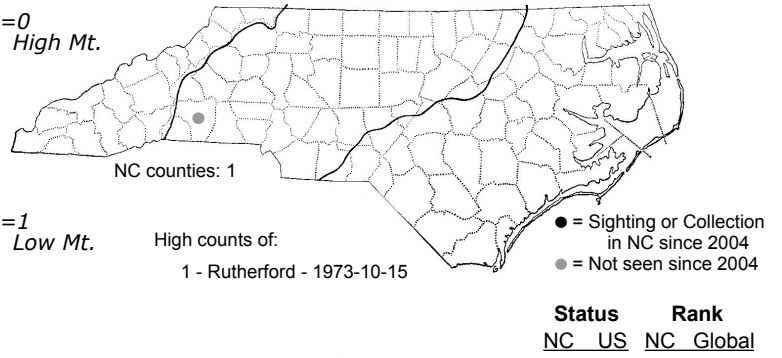 =0
High Mt.
NC counties: 1
=1
Low Mt.
High counts of:
1 - Rutherford - 1973-10-15
● = Sighting or Collection
in NC since 2004
● = Not seen since 2004
Status Rank
NC US NC Global